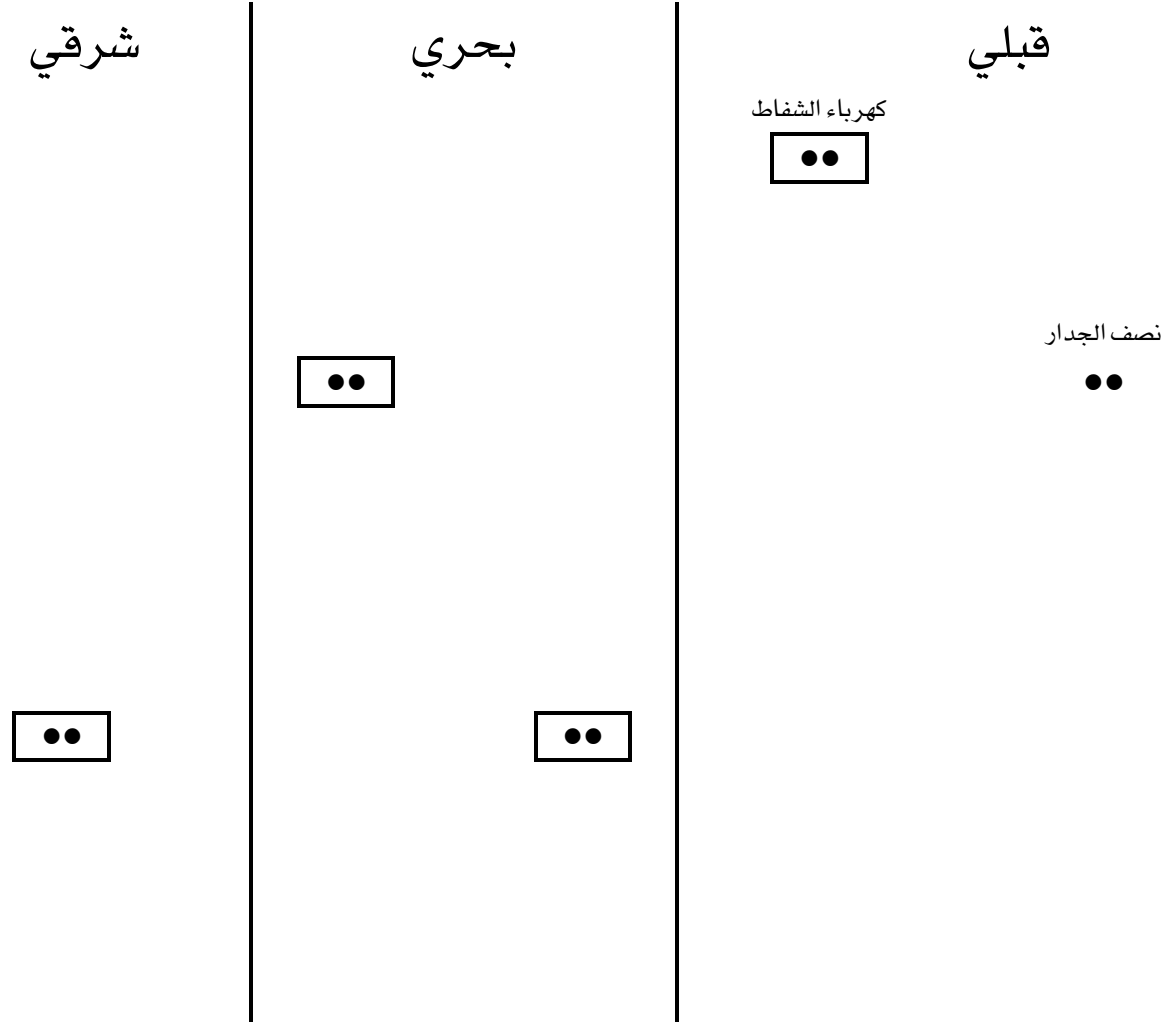 قبلي
بحري
شرقي
كهرباء الشفاط
نصف الجدار